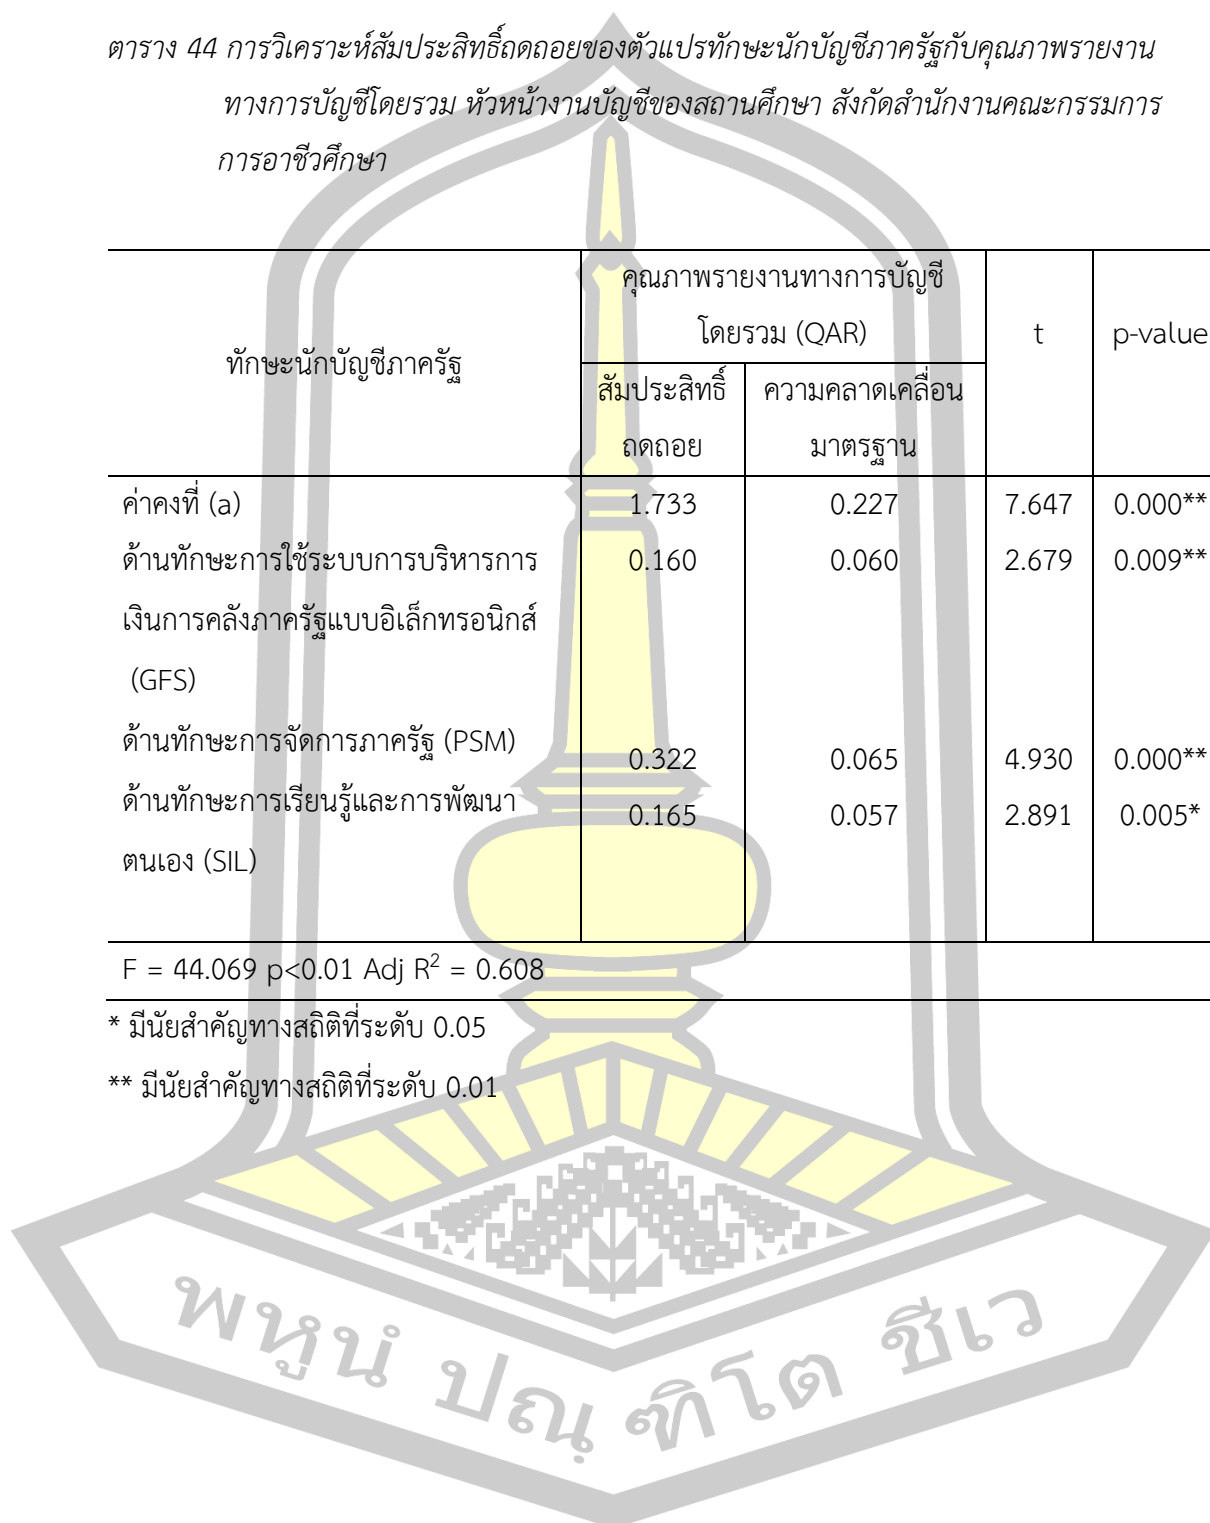 ตาราง 44 การวิเคราะห์สัมประสิทธิ์ถดถอยของตัวแปรทักษะนักบัญชีภาครัฐกับคุณภาพรายงาน
ทางการบัญชีโดยรวม หัวหน้างานบัญชีของสถานศึกษา สังกัดสำนักงานคณะกรรมการ
การอาชีวศึกษา
ทักษะนักบัญชีภาครัฐ
คุณภาพรายงานทางการบัญชี
โดยรวม (QAR)
t
p-value
สัมประสิทธิ์
ถดถอย
ความคลาดเคลื่อน
มาตรฐาน
ค่าคงที่ (a) 1.733 0.227 7.647 0.000**
ด้านทักษะการใช้ระบบการบริหารการ 0.160 0.060 2.679 0.009**
เงินการคลังภาครัฐแบบอิเล็กทรอนิกส์
(GFS)
ด้านทักษะการจัดการภาครัฐ (PSM) 0.322 0.065 4.930 0.000**
ด้านทักษะการเรียนรู้และการพัฒนา 0.165 0.057 2.891 0.005*
ตนเอง (SIL)
F = 44.069 p<0.01 Adj R² = 0.608
* มีนัยสำคัญทางสถิติที่ระดับ 0.05
** มีนัยสำคัญทางสถิติที่ระดับ 0.01
พหูนํ ปณฺฑิโต ชีเว